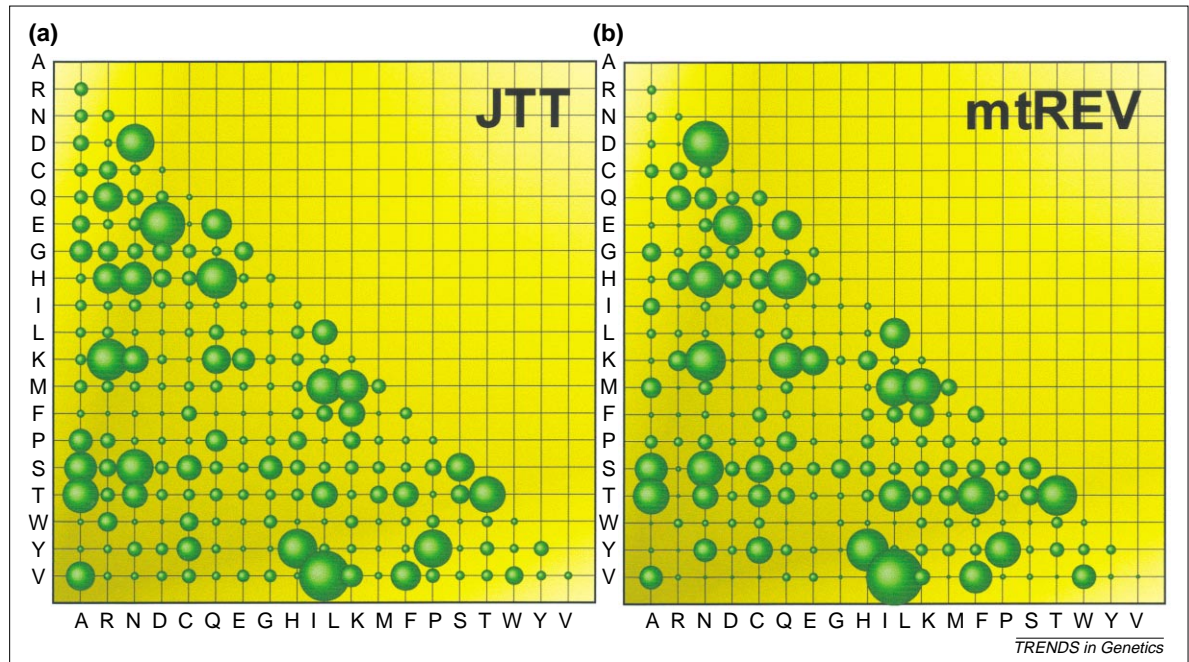 (a)
JTT
A
R
N
D
C
Q
E
G
H
I
L
K
M
F
P
S
T
W
Y
V
A R N D C Q E G H I L K M F P S T W Y V
(b)
mtREV
A
R
N
D
C
Q
E
G
H
I
L
K
M
F
P
S
T
W
Y
V
A R N D C Q E G H I L K M F P S T W Y V
TRENDS in Genetics